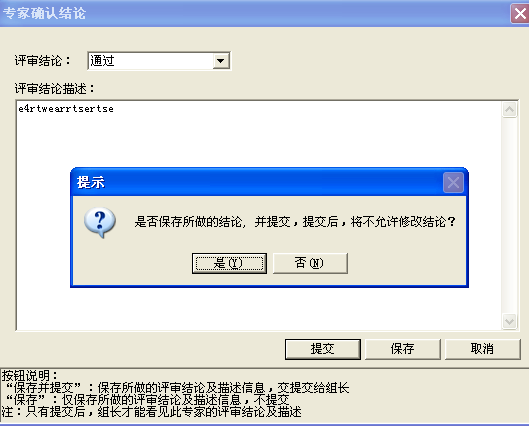 专家确认结论
评审结论： 通过
评审结论描述：
e4rtwearrtsertse
提示
是否保存所做的结论, 并提交，提交后，将不允许修改结论？
是(Y) 否(N)
提交 保存 取消
按钮说明：
“保存并提交”：保存所做的评审结论及描述信息，交提交给组长
“保存”：仅保存所做的评审结论及描述信息，不提交
注：只有提交后，组长才能看见此专家的评审结论及描述